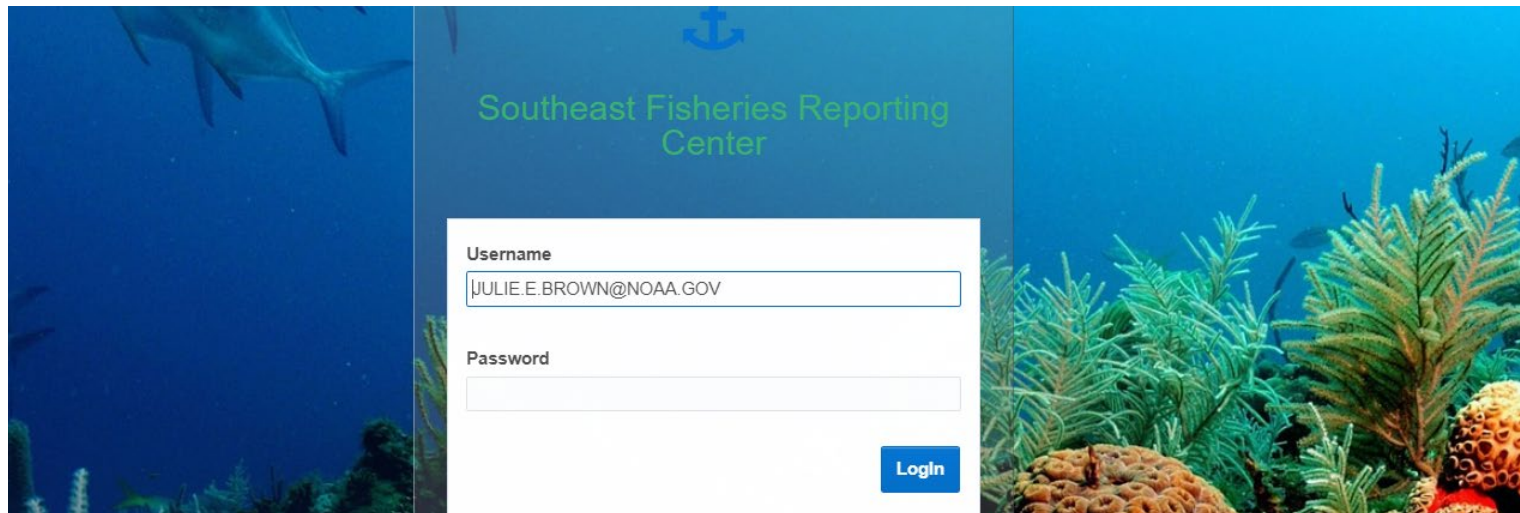 Southeast Fisheries Reporting
Center
Username
JULIE.E.BROWN@NOAA.GOV
Password
LogIn